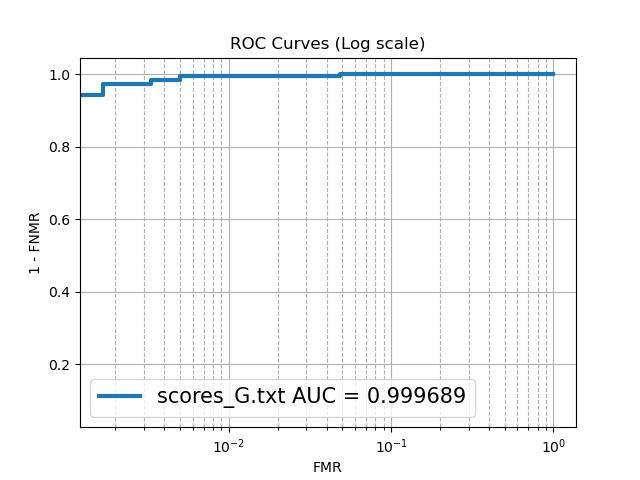 ROC Curves (Log scale)
1.0
0.8
0.6
0.4
0.2
1 - FNMR
scores_G.txt AUC = 0.999689
10⁻²
10⁻¹
10⁰
FMR